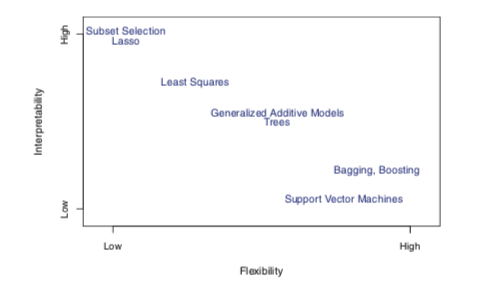 High
Subset Selection
Lasso
Least Squares
Generalized Additive Models
Trees
Bagging, Boosting
Support Vector Machines
Low
Interpretability
Low
High
Flexibility